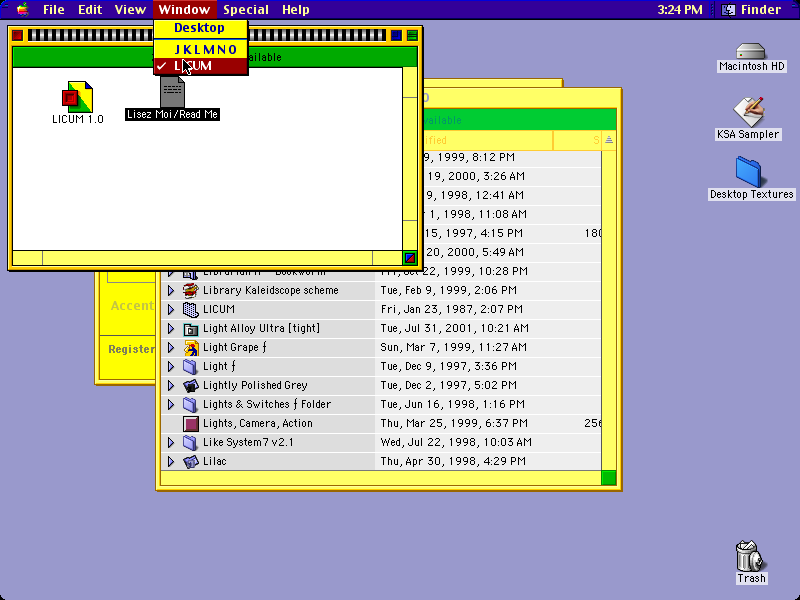 File Edit View Window Special Help 3:24 PM Finder
Desktop
J K L M N O
LICUM
LICUM 1.0
Lisez Moi/Read Me
Macintosh HD
KSA Sampler
Desktop Textures
Trash
Accent
Register
9, 1999, 8:12 PM
19, 2000, 3:26 AM
9, 1998, 12:41 AM
1, 1998, 11:08 AM
15, 1997, 4:15 PM 180
20, 2000, 5:49 AM
22, 1999, 10:28 PM
Library Kaleidscope scheme Tue, Feb 9, 1999, 2:06 PM
LICUM Fri, Jan 23, 1987, 2:07 PM
Light Alloy Ultra [tight] Tue, Jul 31, 2001, 10:21 AM
Light Grape ƒ Sun, Mar 7, 1999, 11:27 AM
Light ƒ Tue, Dec 9, 1997, 3:36 PM
Lightly Polished Grey Tue, Dec 2, 1997, 5:02 PM
Lights & Switches ƒ Folder Tue, Jun 16, 1998, 1:16 PM
Lights, Camera, Action Thu, Mar 25, 1999, 6:37 PM 256
Like System7 v2.1 Wed, Jul 22, 1998, 10:03 AM
Lilac Thu, Apr 30, 1998, 4:29 PM